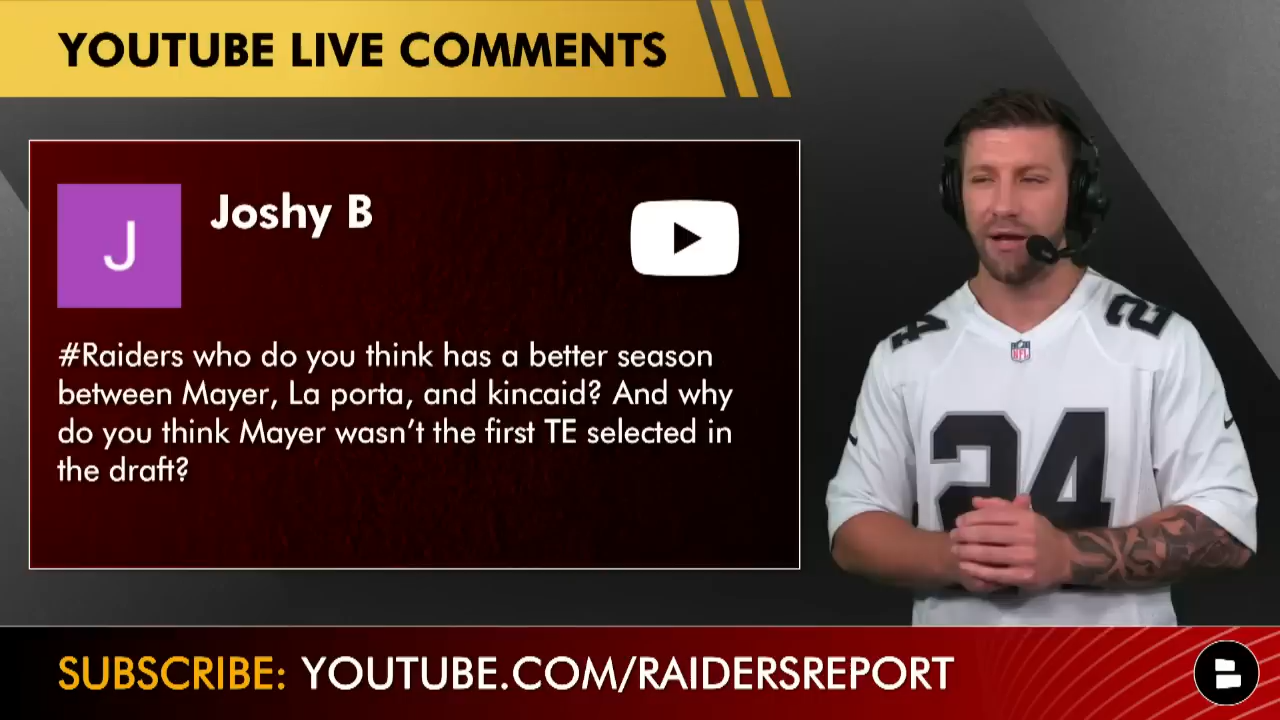 YOUTUBE LIVE COMMENTS
J
Joshy B
#Raiders who do you think has a better season
between Mayer, La porta, and kincaid? And why
do you think Mayer wasn't the first TE selected in
the draft?
24
24
NFL
24
SUBSCRIBE: YOUTUBE.COM/RAIDERSREPORT